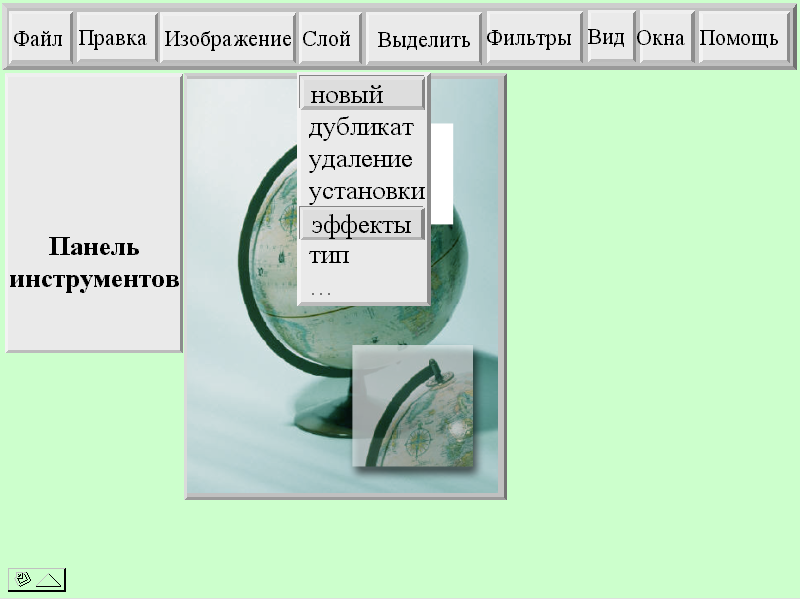 Файл Правка Изображение Слой Выделить Фильтры Вид Окна Помощь
новый
дубликат
удаление
установки
эффекты
тип
...
Панель
инструментов